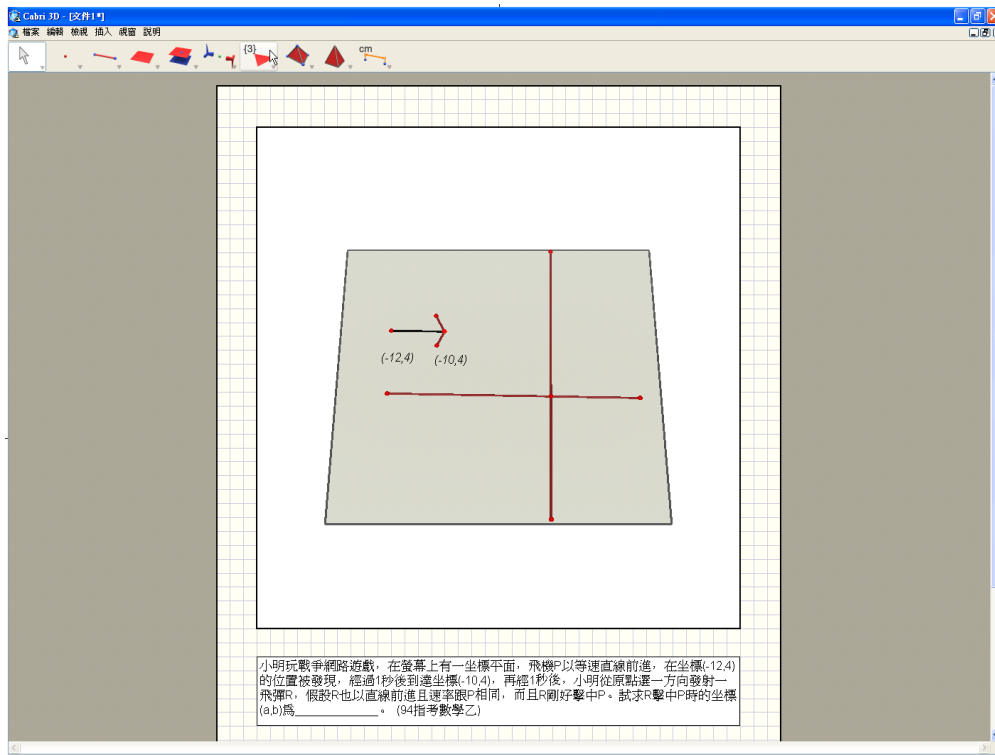 Cabri 3D - [文件1*]
檔案 編輯 檢視 插入 視窗 說明
{3}
cm
(-12,4)
(-10,4)
小明玩戰爭網路遊戲，在螢幕上有一坐標平面，飛機P以等速直線前進，在坐標(-12,4)
的位置被發現，經過1秒後到達坐標(-10,4)，再經1秒後，小明從原點選一方向發射一
飛彈R，假設R也以直線前進且速率跟P相同，而且R剛好擊中P。試求R擊中P時的坐標
(a,b)為____________。 (94指考數學乙)